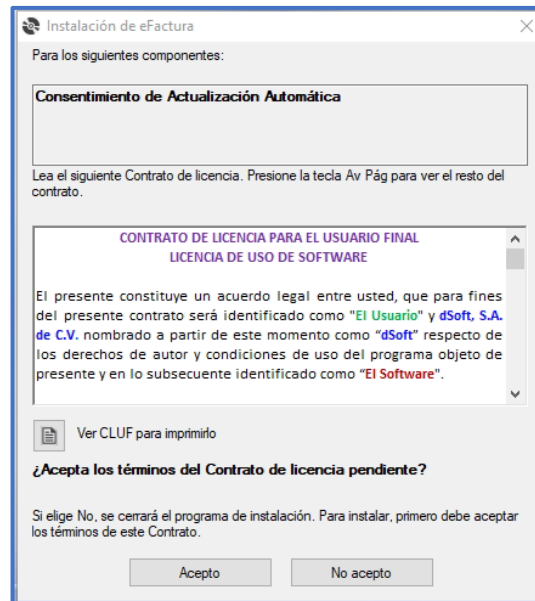 Instalación de eFactura
Para los siguientes componentes:
Consentimiento de Actualización Automática
Lea el siguiente Contrato de licencia. Presione la tecla Av Pág para ver el resto del
contrato.
CONTRATO DE LICENCIA PARA EL USUARIO FINAL
LICENCIA DE USO DE SOFTWARE
El presente constituye un acuerdo legal entre usted, que para fines
del presente contrato será identificado como "El Usuario" y dSoft, S.A.
de C.V. nombrado a partir de este momento como “dSoft” respecto de
los derechos de autor y condiciones de uso del programa objeto de
presente y en lo subsecuente identificado como “El Software”.
Ver CLUF para imprimirlo
¿Acepta los términos del Contrato de licencia pendiente?
Si elige No, se cerrará el programa de instalación. Para instalar, primero debe aceptar
los términos de este Contrato.
Acepto No acepto